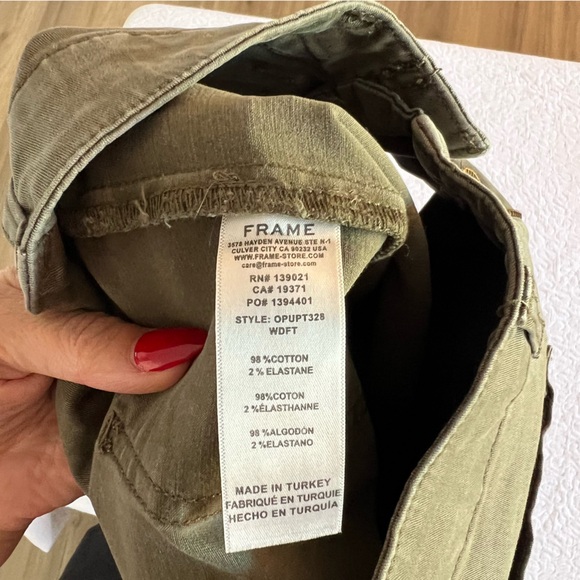 FRAME
3578 HAYDEN AVENUE STE N-1
CULVER CITY CA 90232 USA
WWW.FRAME-STORE.COM
care@frame-store.com
RN# 139021
CA# 19371
PO# 1394401
STYLE: OPUPT328
WDFT
98 %COTTON
2 % ELASTANE
98%COTON
2 %ÉLASTHANNE
98 %ALGODÓN
2 %ELASTANO
MADE IN TURKEY
FABRIQUÉ EN TURQUIE
HECHO EN TURQUÍA